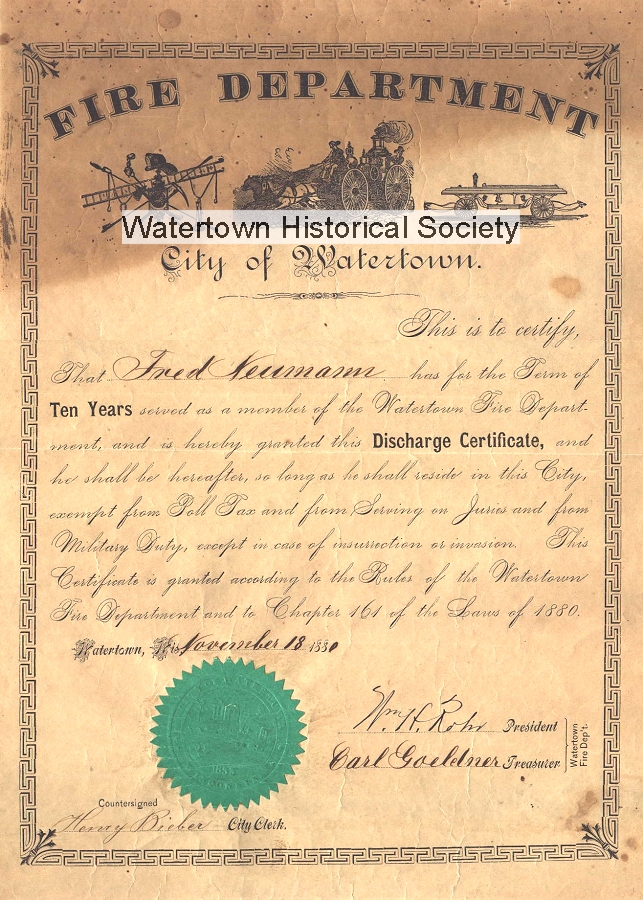 FIRE DEPARTMENT
Watertown Historical Society
City of Watertown.
This is to certify,
That Fred Neumann has for the Term of
Ten Years served as a member of the Watertown Fire Depart-
ment, and is hereby granted this Discharge Certificate, and
he shall be hereafter, so long as he shall reside in this City,
exempt from Poll Tax and from Serving on Juries and from
Military Duty, except in case of insurrection or invasion. This
Certificate is granted according to the Rules of the Watertown
Fire Department and to Chapter 161 of the Laws of 1880.
Watertown, Wis November 18 1880
Wm. H. Rohr President
Carl Goeldner Treasurer
Watertown
Fire Dep't.
Countersigned
Henry Bieber City Clerk.